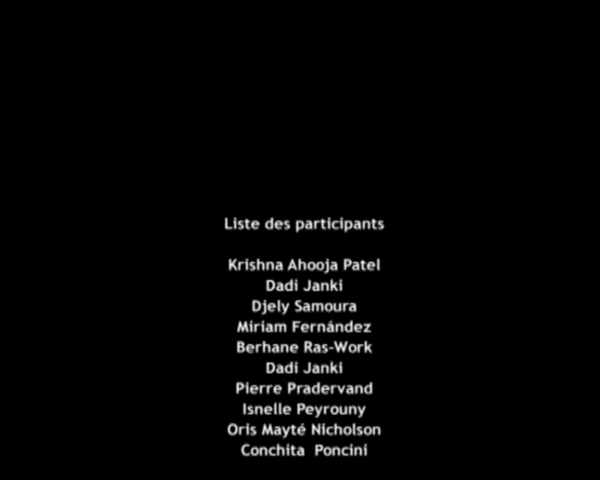 Liste des participants
Krishna Ahooja Patel
Dadi Janki
Djely Samoura
Miriam Fernández
Berhane Ras-Work
Dadi Janki
Pierre Pradervand
Isnelle Peyrouny
Oris Mayté Nicholson
Conchita  Poncini